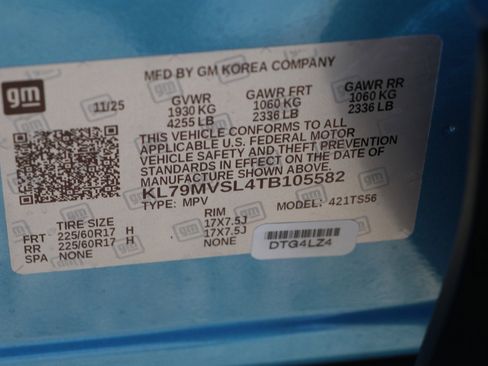 gm
MFD BY GM KOREA COMPANY
11/25 GVWR GAWR FRT GAWR RR
1930 KG 1060 KG 1060 KG
4255 LB 2336 LB 2336 LB
THIS VEHICLE CONFORMS TO ALL
APPLICABLE U.S. FEDERAL MOTOR
VEHICLE SAFETY AND THEFT PREVENTION
STANDARDS IN EFFECT ON THE DATE OF
MANUFACTURE SHOWN ABOVE.
KL79MVSL4TB105582
TYPE: MPV MODEL: 421TS56
TIRE SIZE RIM
FRT 225/60R17 H 17X7.5J
RR 225/60R17 H 17X7.5J
SPA NONE NONE
DTG4LZ4